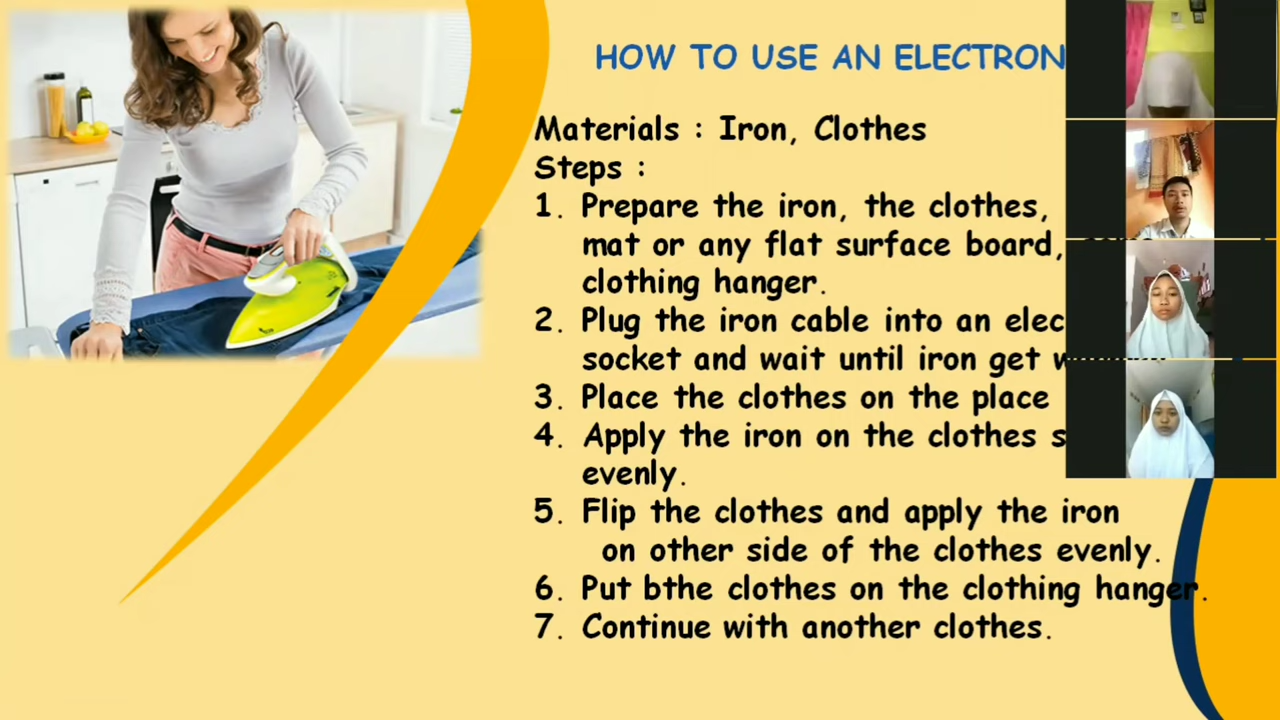 HOW TO USE AN ELECTRON
Materials : Iron, Clothes
Steps :
1. Prepare the iron, the clothes,
mat or any flat surface board,
clothing hanger.
2. Plug the iron cable into an elec
socket and wait until iron get
3. Place the clothes on the place
4. Apply the iron on the clothes
evenly.
5. Flip the clothes and apply the iron
on other side of the clothes evenly.
6. Put bthe clothes on the clothing hanger.
7. Continue with another clothes.